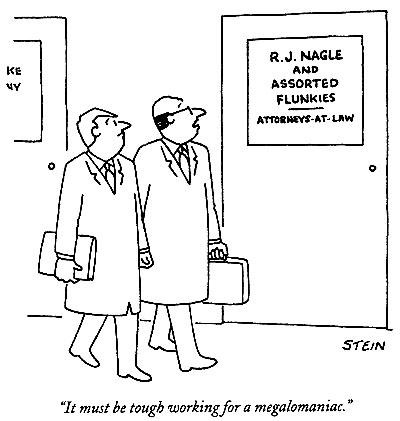 KE
NY
R.J. NAGLE
AND
ASSORTED
FLUNKIES
ATTORNEYS-AT-LAW
STEIN
"It must be tough working for a megalomaniac."